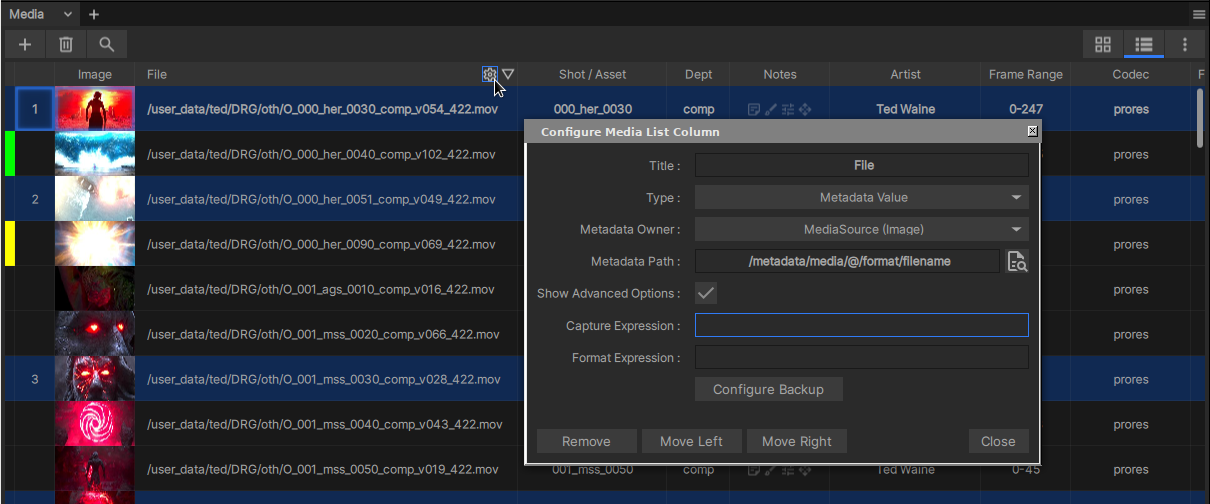 Media
Image File Shot / Asset Dept Notes Artist Frame Range Codec F
1 /user_data/ted/DRG/oth/O_000_her_0030_comp_v054_422.mov 000_her_0030 comp Ted Waine 0-247 prores
/user_data/ted/DRG/oth/O_000_her_0040_comp_v102_422.mov prores
2 /user_data/ted/DRG/oth/O_000_her_0051_comp_v049_422.mov prores
/user_data/ted/DRG/oth/O_000_her_0090_comp_v069_422.mov prores
/user_data/ted/DRG/oth/O_001_ags_0010_comp_v016_422.mov prores
/user_data/ted/DRG/oth/O_001_mss_0020_comp_v066_422.mov prores
3 /user_data/ted/DRG/oth/O_001_mss_0030_comp_v028_422.mov prores
/user_data/ted/DRG/oth/O_001_mss_0040_comp_v043_422.mov prores
/user_data/ted/DRG/oth/O_001_mss_0050_comp_v019_422.mov 001_mss_0050 comp Ted Waine 0-45 prores
Configure Media List Column
Title : File
Type : Metadata Value
Metadata Owner : MediaSource (Image)
Metadata Path : /metadata/media/@/format/filename
Show Advanced Options :
Capture Expression :
Format Expression :
Configure Backup
Remove Move Left Move Right Close